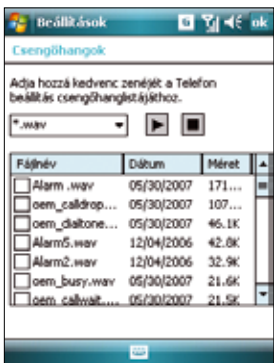 Beállítások ok
Csengőhangok
Adja hozzá kedvenc zenéjét a Telefon
beállítás csengőhanglistájáthoz.
*.wav
Fájlnév Dátum Méret
Alarm .wav 05/30/2007 171...
oem_calldrop... 05/30/2007 107...
oem_dialtone... 05/30/2007 46.1K
Alarm5.wav 12/04/2006 42.8K
Alarm2.wav 12/04/2006 32.9K
oem_busy.wav 05/30/2007 21.6K
oem_callwait.... 05/30/2007 21.5K